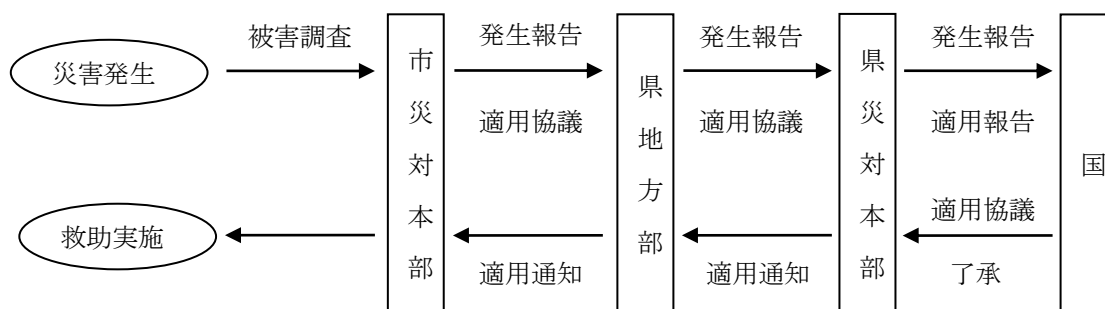 被害調査
発生報告
発生報告
発生報告
災害発生
適用協議
適用協議
適用報告
市災対本部
県地方部
県災対本部
国
適用協議
救助実施
適用通知
適用通知
了承